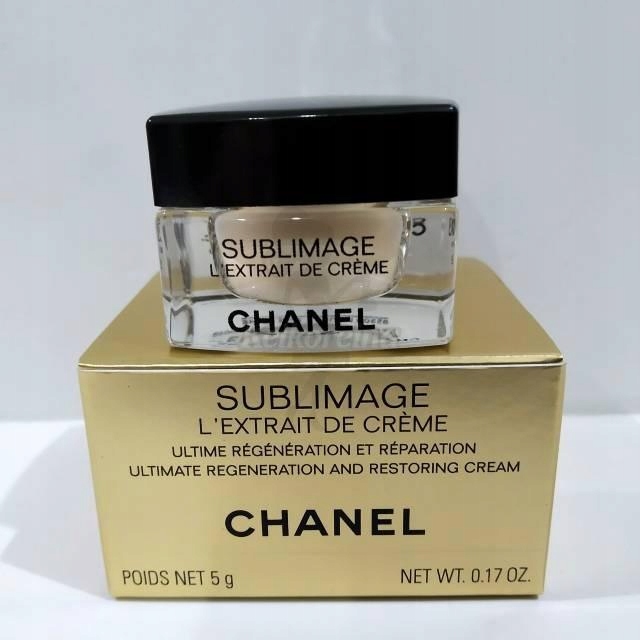 SUBLIMAGE
L'EXTRAIT DE CRÈME
CHANEL
SUBLIMAGE
L'EXTRAIT DE CRÈME
ULTIME RÉGÉNÉRATION ET RÉPARATION
ULTIMATE REGENERATION AND RESTORING CREAM
CHANEL
POIDS NET 5 g NET WT. 0.17 OZ.